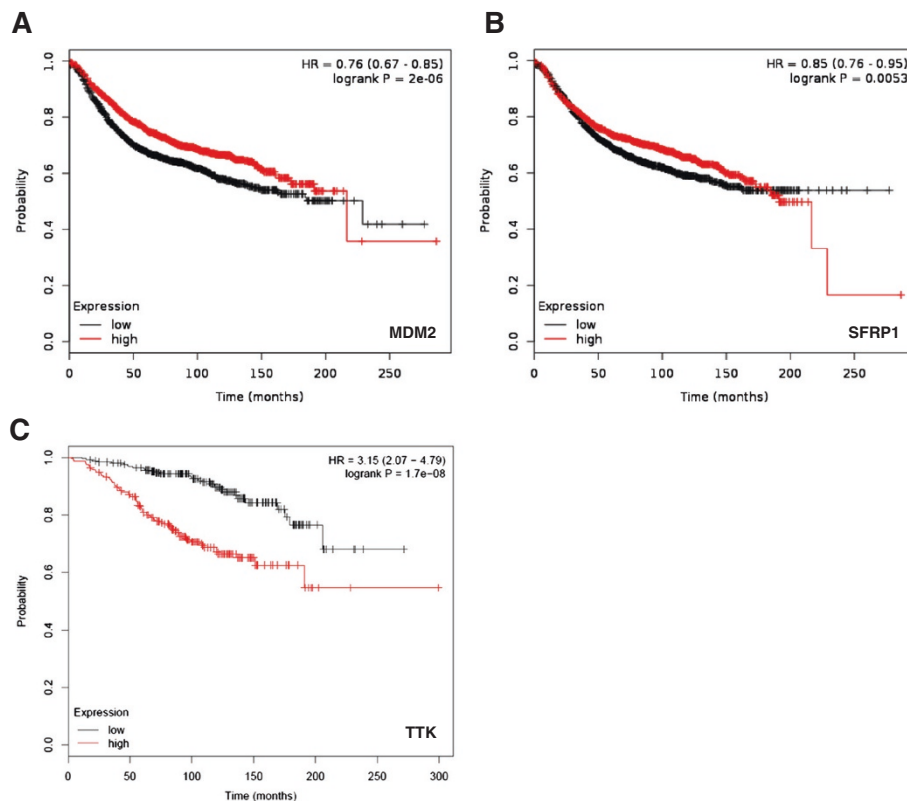 A
HR = 0.76 (0.67 - 0.85)
logrank P = 2e-06
Probability
1.0
0.8
0.6
0.4
0.2
0.0
Expression
low
high
MDM2
0 50 100 150 200 250
Time (months)
B
HR = 0.85 (0.76 - 0.95)
logrank P = 0.0053
Probability
1.0
0.8
0.6
0.4
0.2
0.0
Expression
low
high
SFRP1
0 50 100 150 200 250
Time (months)
C
HR = 3.15 (2.07 − 4.79)
logrank P = 1.7e−08
Probability
1.0
0.8
0.6
0.4
0.2
0.0
Expression
low
high
TTK
0 50 100 150 200 250 300
Time (months)